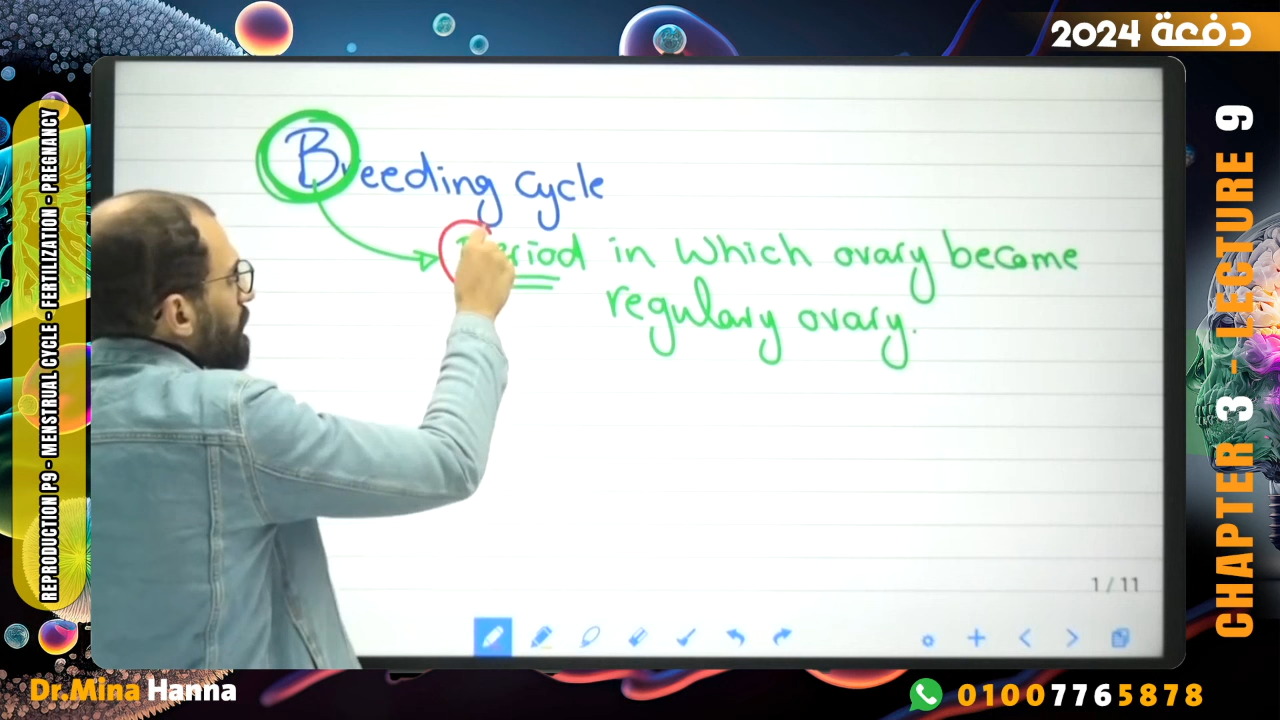 دفعة 2024
Breeding Cycle
Period in which ovary become
regulary ovary.
1 / 11
REPRODUCTION P9 - MENSTRUAL CYCLE - FERTILIZATION - PREGNANCY
CHAPTER 3 - LECTURE 9
Dr.Mina Hanna
01007765878